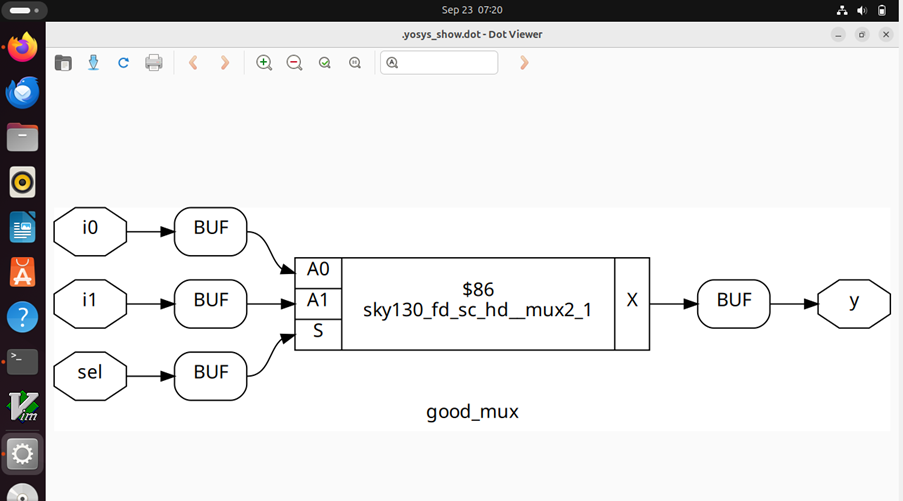 Sep 23 07:20
.yosys_show.dot - Dot Viewer
i0
BUF
i1
BUF
sel
BUF
A0
A1
S
$86
sky130_fd_sc_hd__mux2_1
X
BUF
y
good_mux
>_
Vim
A
?